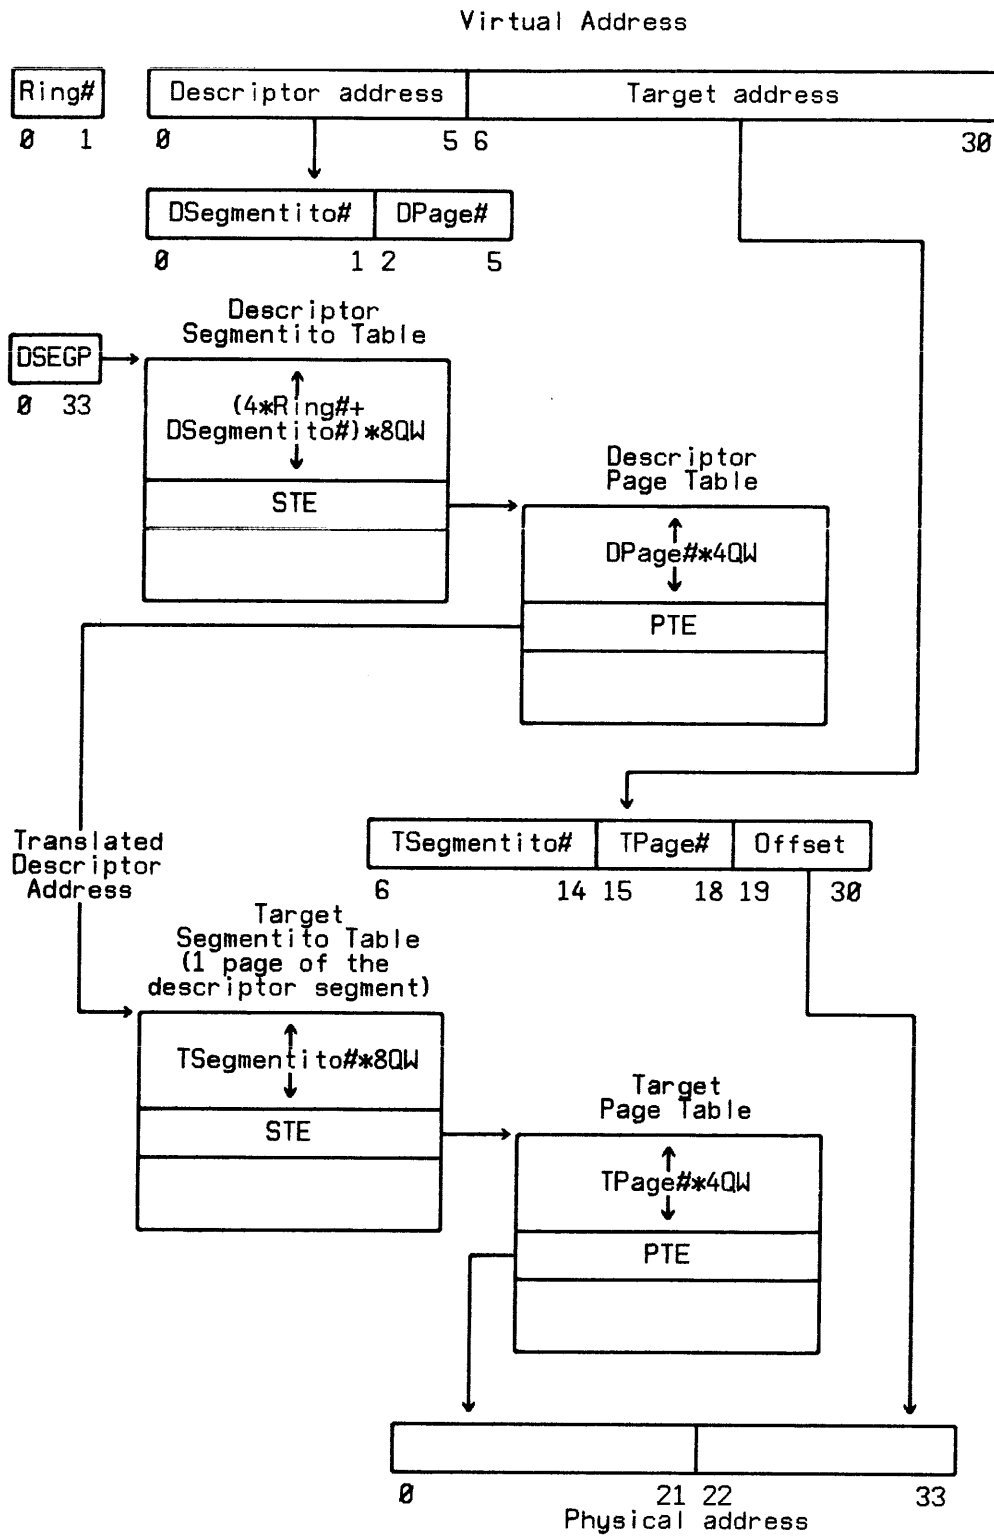 Virtual Address
Ring#
Descriptor address
Target address
0 1
0 5 6 30
DSegmentito# DPage#
0 1 2 5
Descriptor
Segmentito Table
DSEGP
0 33
(4*Ring#+
DSegmentito#)*8QW
STE
Descriptor
Page Table
DPage#*4QW
PTE
Translated
Descriptor
Address
TSegmentito# TPage# Offset
6 14 15 18 19 30
Target
Segmentito Table
(1 page of the
descriptor segment)
TSegmentito#*8QW
STE
Target
Page Table
TPage#*4QW
PTE
0 21 22 33
Physical address